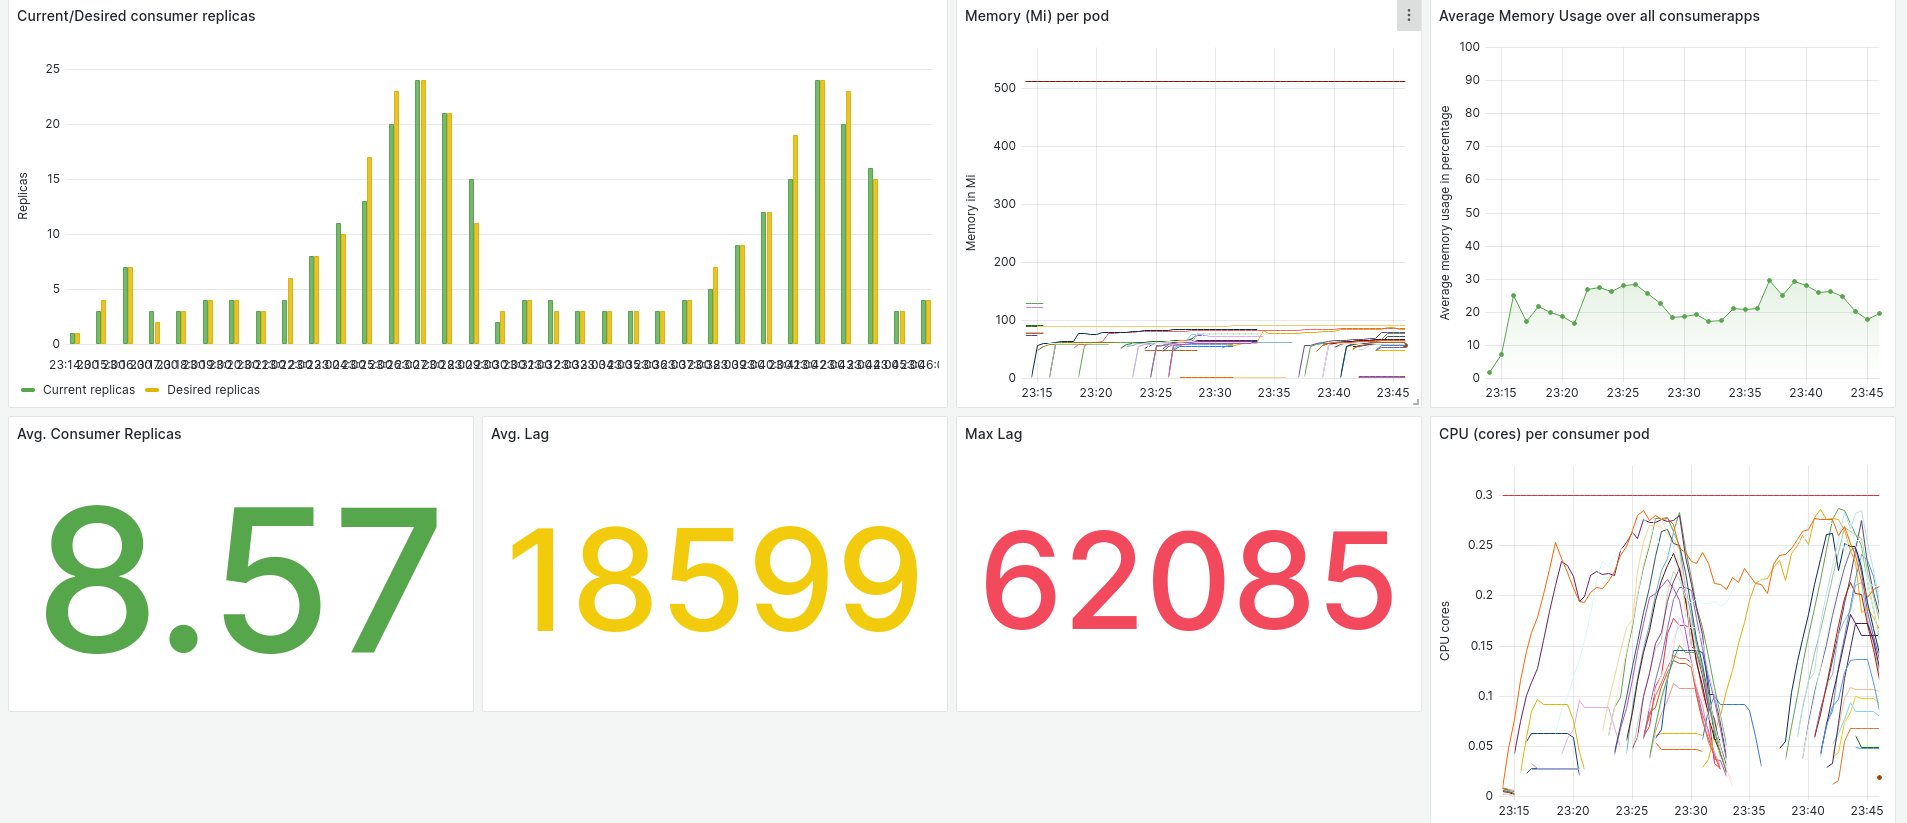 Current/Desired consumer replicas
25
20
15
10
5
0
Replicas
Current replicas
Desired replicas
Memory (Mi) per pod
500
400
300
200
100
0
Memory in Mi
23:15 23:20 23:25 23:30 23:35 23:40 23:45
Average Memory Usage over all consumerapps
100
90
80
70
60
50
40
30
20
10
0
Average memory usage in percentage
23:15 23:20 23:25 23:30 23:35 23:40 23:45
Avg. Consumer Replicas
8.57
Avg. Lag
18599
Max Lag
62085
CPU (cores) per consumer pod
0.3
0.25
0.2
0.15
0.1
0.05
0
CPU cores
23:15 23:20 23:25 23:30 23:35 23:40 23:45